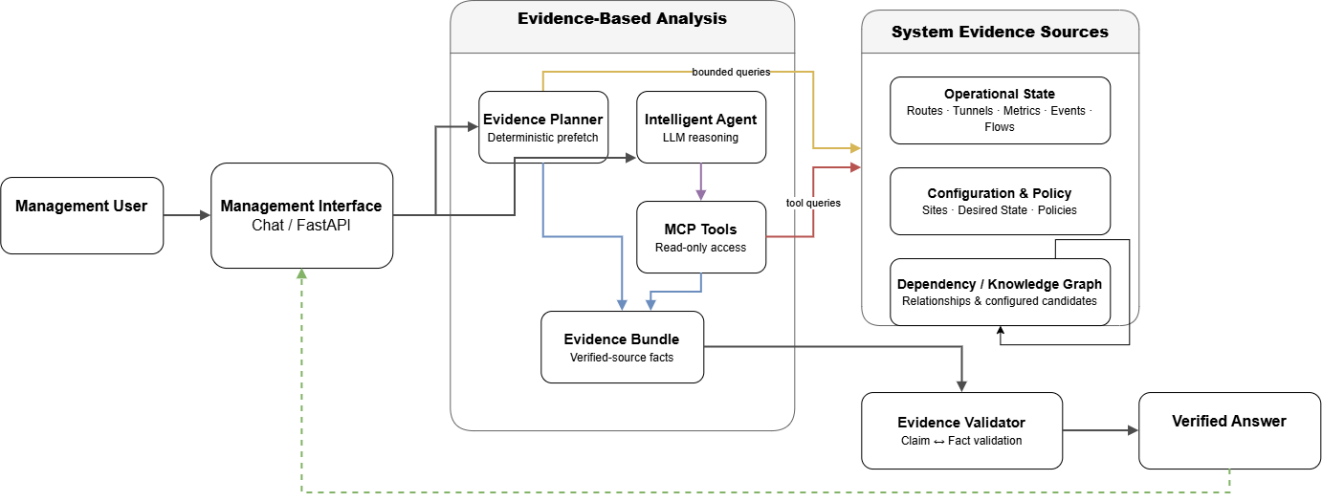 Evidence-Based Analysis
System Evidence Sources
bounded queries
Evidence Planner
Deterministic prefetch
Intelligent Agent
LLM reasoning
Operational State
Routes · Tunnels · Metrics · Events ·
Flows
Management User
Management Interface
Chat / FastAPI
MCP Tools
Read-only access
tool queries
Configuration & Policy
Sites · Desired State · Policies
Dependency / Knowledge Graph
Relationships & configured candidates
Evidence Bundle
Verified-source facts
Evidence Validator
Claim ↔ Fact validation
Verified Answer